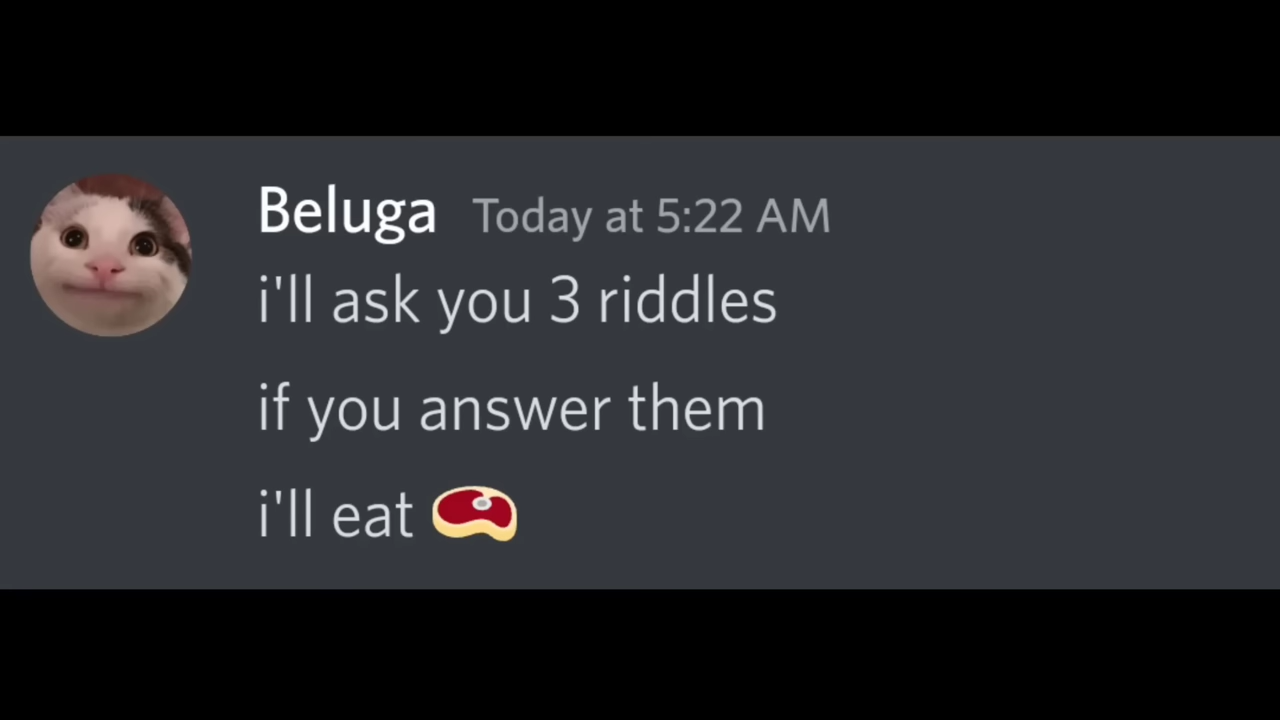 Beluga Today at 5:22 AM
i'll ask you 3 riddles
if you answer them
i'll eat 🥩